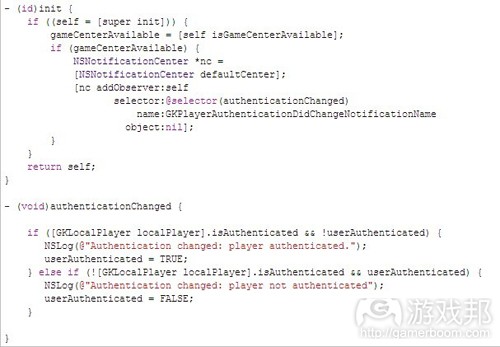 - (id)init {
if ((self = [super init])) {
gameCenterAvailable = [self isGameCenterAvailable];
if (gameCenterAvailable) {
NSNotificationCenter *nc =
[NSNotificationCenter defaultCenter];
[nc addObserver:self
selector:@selector(authenticationChanged)
name:GKPlayerAuthenticationDidChangeNotificationName
object:nil];
}
}
return self;
}
- (void)authenticationChanged {
if ([GKLocalPlayer localPlayer].isAuthenticated && !userAuthenticated) {
NSLog(@"Authentication changed: player authenticated.");
userAuthenticated = TRUE;
} else if (![GKLocalPlayer localPlayer].isAuthenticated && userAuthenticated) {
NSLog(@"Authentication changed: player not authenticated");
userAuthenticated = FALSE;
}
}
游戏邦
http://gamerboom.com